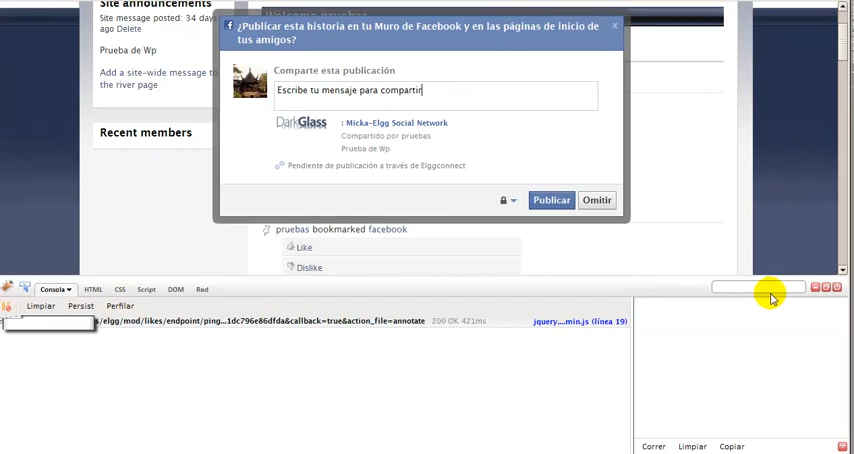 Site announcements
Site message posted: 34 days
ago Delete
Prueba de Wp
Add a site-wide message to
the river page
Recent members
¿Publicar esta historia en tu Muro de Facebook y en las páginas de inicio de
tus amigos?
x
Comparte esta publicación
Escribe tu mensaje para compartir
DarkGlass
: Micka-Elgg Social Network
Compartido por pruebas
Prueba de Wp
Pendiente de publicación a través de Elggconnect
Publicar
Omitir
pruebas bookmarked facebook
Like
Dislike
Consola
HTML
CSS
Script
DOM
Red
Limpiar
Persist
Perfilar
s/elgg/mod/likes/endpoint/ping...1dc796e86dfda&callback=true&action_file=annotate
200 OK 421ms
jquery....min.js (línea 19)
Correr
Limpiar
Copiar